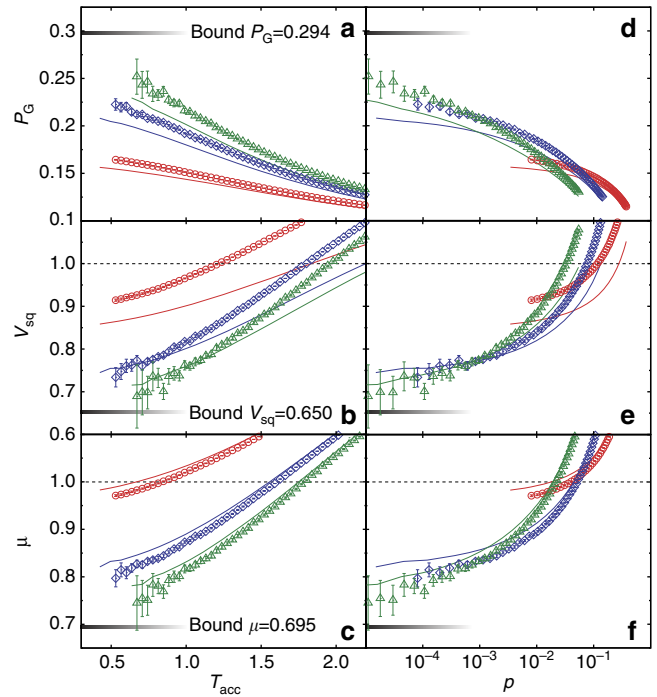 0.3 Bound P_G=0.294 a d
0.25
P_G 0.2
0.15
0.1
1.0
0.9
V_sq
0.8
0.7
Bound V_sq=0.650 b e
0.6
1.0
0.9
μ
0.8
0.7
Bound μ=0.695 c f
0.5 1.0 1.5 2.0 10⁻⁴ 10⁻³ 10⁻² 10⁻¹
T_acc p